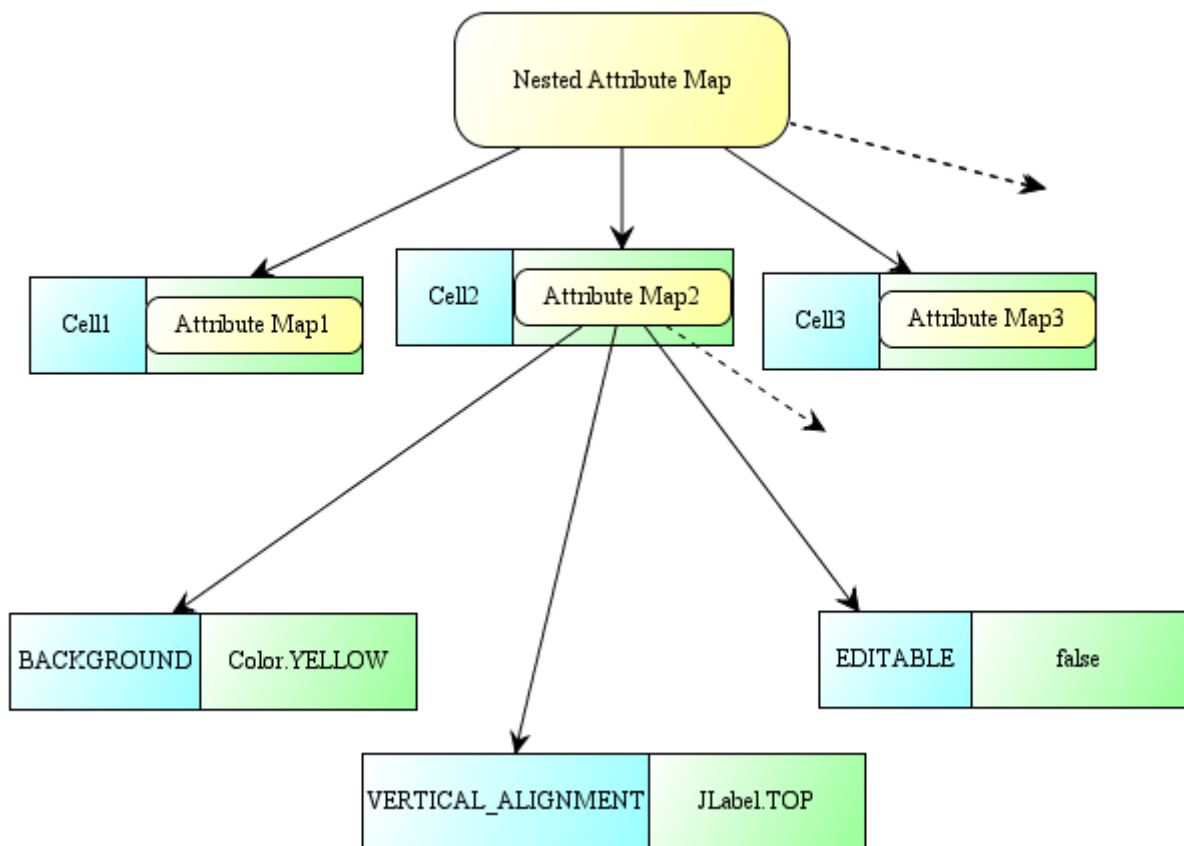 Nested Attribute Map
Cell1
Attribute Map1
Cell2
Attribute Map2
Cell3
Attribute Map3
BACKGROUND
Color.YELLOW
EDITABLE
false
VERTICAL_ALIGNMENT
JLabel.TOP